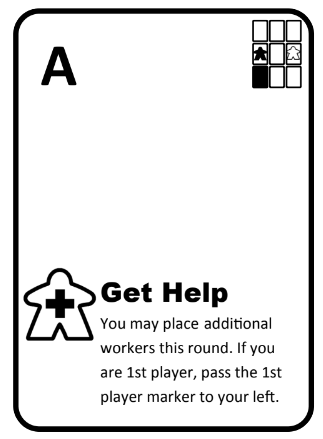 A
Get Help
You may place additional
workers this round. If you
are 1st player, pass the 1st
player marker to your left.